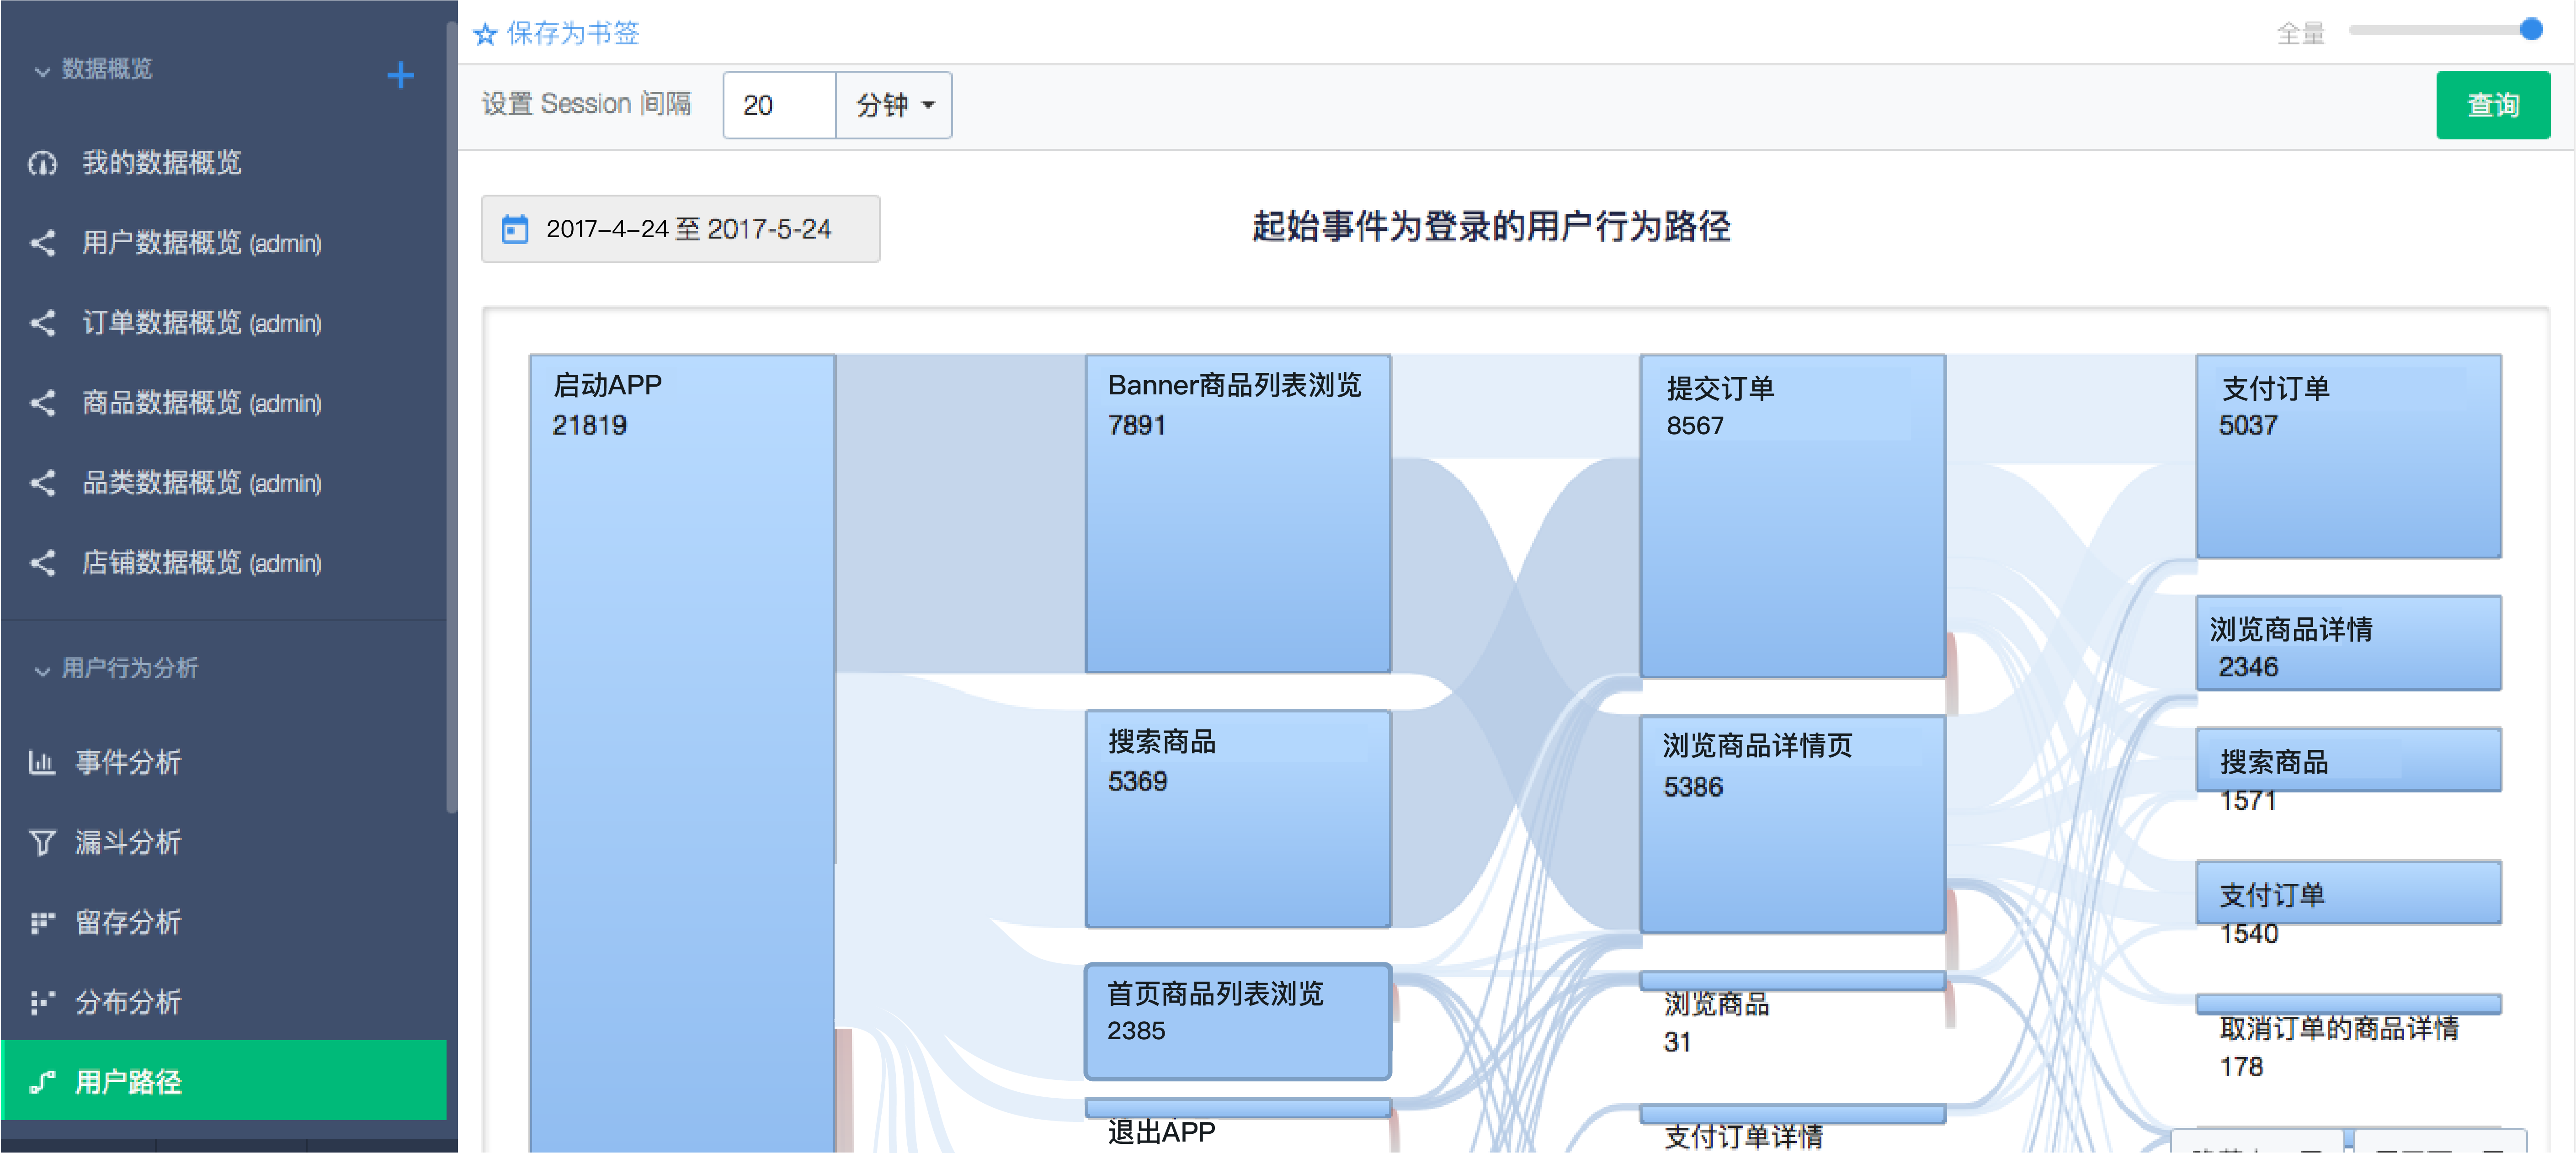 数据概览
我的数据概览
用户数据概览 (admin)
订单数据概览 (admin)
商品数据概览 (admin)
品类数据概览 (admin)
店铺数据概览 (admin)
用户行为分析
事件分析
漏斗分析
留存分析
分布分析
用户路径
保存为书签
全量
设置 Session 间隔
20
分钟
查询
2017-4-24 至 2017-5-24
起始事件为登录的用户行为路径
启动APP
21819
Banner商品列表浏览
7891
搜索商品
5369
首页商品列表浏览
2385
退出APP
提交订单
8567
浏览商品详情页
5386
浏览商品
31
支付订单详情
支付订单
5037
浏览商品详情
2346
搜索商品
1571
支付订单
1540
取消订单的商品详情
178